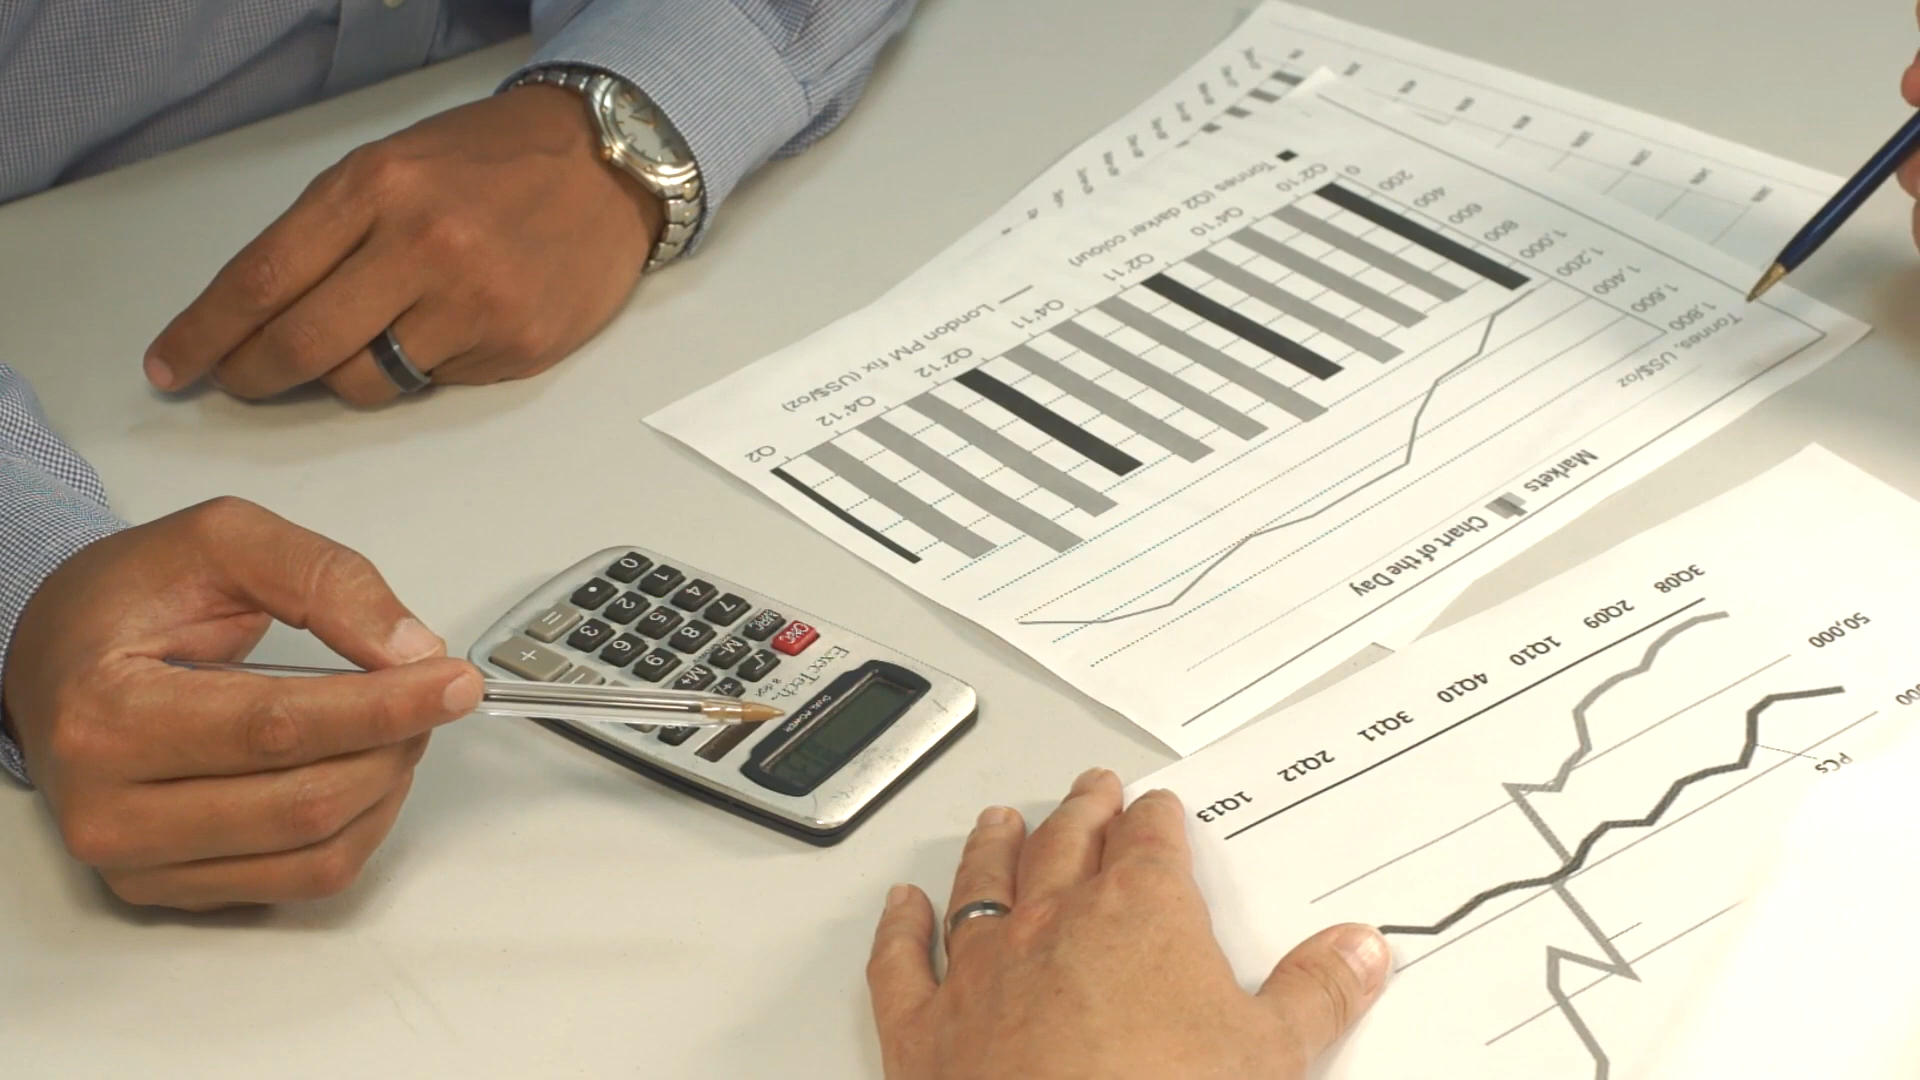 Markets
Chart of the Day
Tonnes, US$/oz
1,800
1,600
1,400
1,200
1,000
800
600
400
200
0
Q2'10
Q4'10
Q2'11
Q4'11
Q2'12
Q4'12
Q2
Tonnes (Q2 darker colour)
London PM fix (US$/oz)
50,000
3Q08
2Q09
1Q10
4Q10
3Q11
2Q12
1Q13
PCs
ExecTech
DUAL POWER
ON/C
MRC
M-
M+
√
+/-
7
8
9
4
5
6
1
2
3
0
•
=
+
−